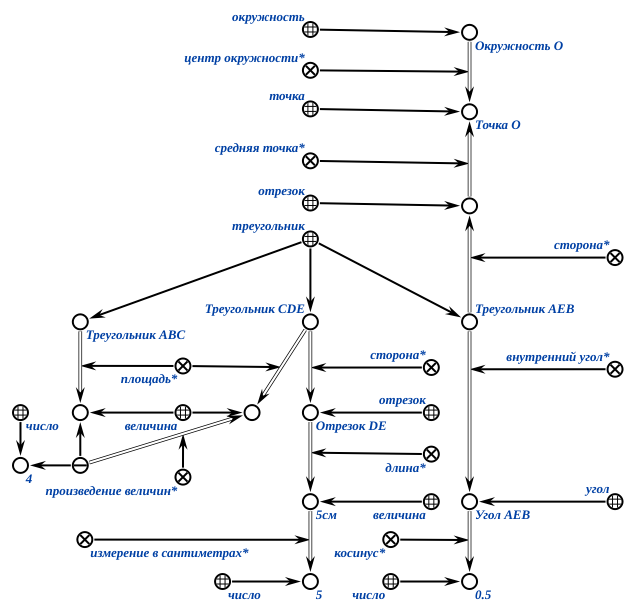 окружность
Окружность O
центр окружности*
точка
Точка O
средняя точка*
отрезок
треугольник
сторона*
Треугольник ABC
Треугольник CDE
Треугольник AEB
площадь*
сторона*
внутренний угол*
отрезок
число
величина
Отрезок DE
длина*
4
произведение величин*
угол
5см
величина
Угол AEB
измерение в сантиметрах*
косинус*
число
5
число
0.5